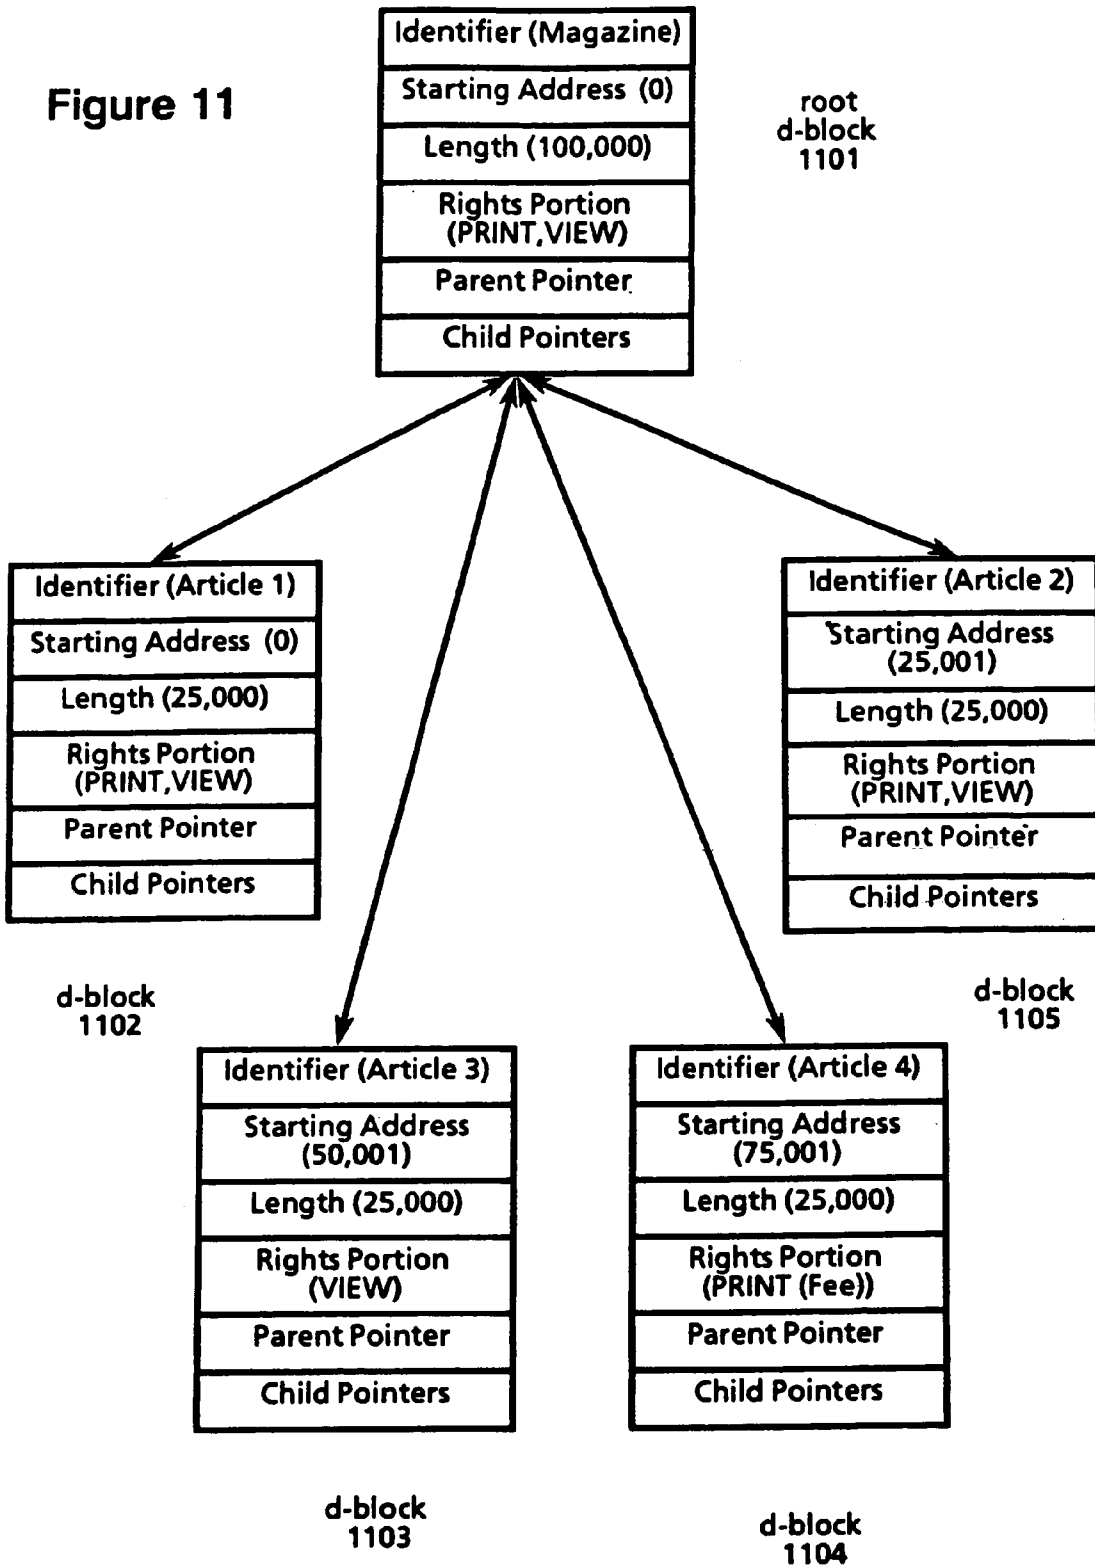 Figure 11
Identifier (Magazine)
Starting Address (0)
Length (100,000)
Rights Portion
(PRINT,VIEW)
Parent Pointer
Child Pointers
root
d-block
1101
Identifier (Article 1)
Starting Address (0)
Length (25,000)
Rights Portion
(PRINT,VIEW)
Parent Pointer
Child Pointers
d-block
1102
Identifier (Article 2)
Starting Address
(25,001)
Length (25,000)
Rights Portion
(PRINT,VIEW)
Parent Pointer
Child Pointers
d-block
1105
Identifier (Article 3)
Starting Address
(50,001)
Length (25,000)
Rights Portion
(VIEW)
Parent Pointer
Child Pointers
d-block
1103
Identifier (Article 4)
Starting Address
(75,001)
Length (25,000)
Rights Portion
(PRINT (Fee))
Parent Pointer
Child Pointers
d-block
1104